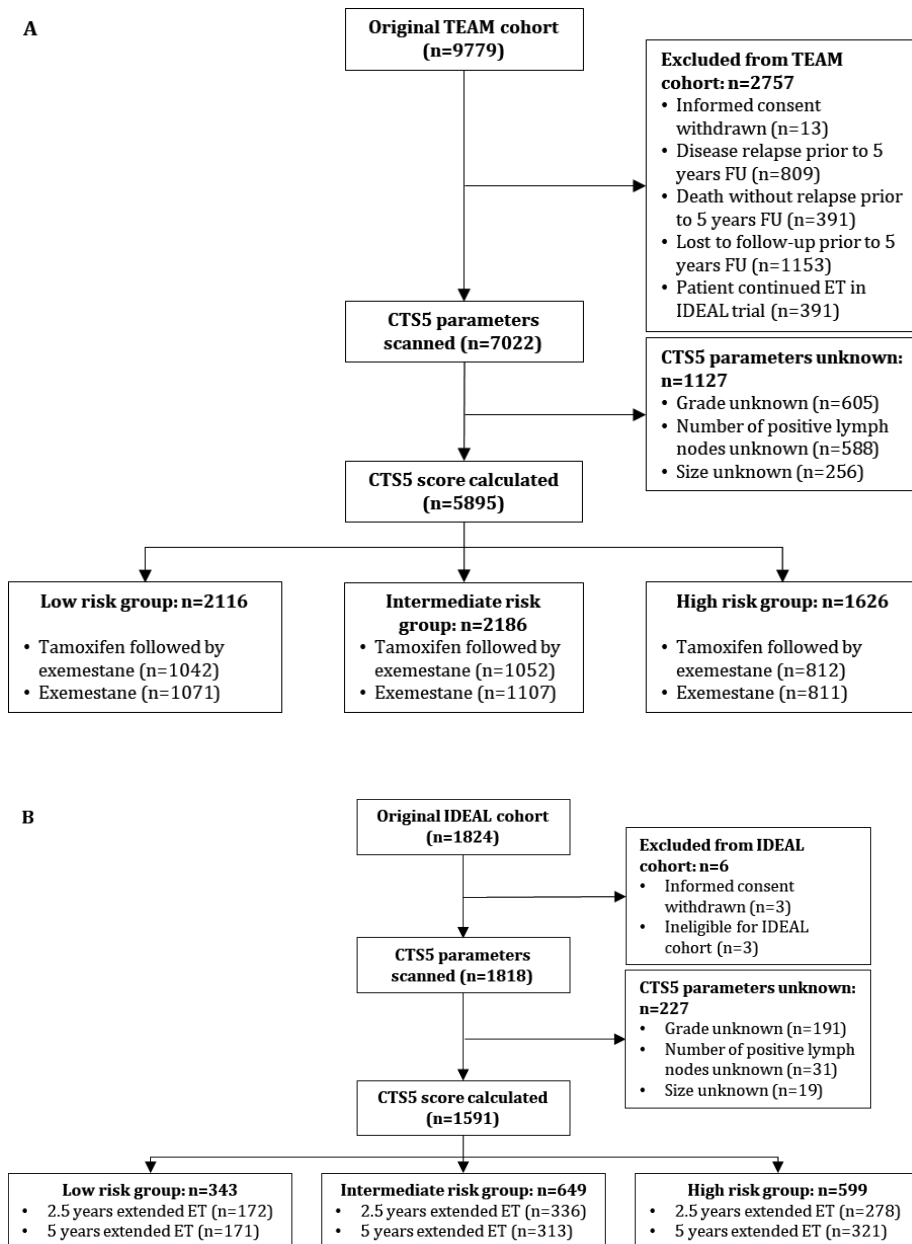 A
Original TEAM cohort
(n=9779)
Excluded from TEAM
cohort: n=2757
• Informed consent
withdrawn (n=13)
• Disease relapse prior to 5
years FU (n=809)
• Death without relapse prior
to 5 years FU (n=391)
• Lost to follow-up prior to 5
years FU (n=1153)
• Patient continued ET in
IDEAL trial (n=391)
CTS5 parameters
scanned (n=7022)
CTS5 parameters unknown:
n=1127
• Grade unknown (n=605)
• Number of positive lymph
nodes unknown (n=588)
• Size unknown (n=256)
CTS5 score calculated
(n=5895)
Low risk group: n=2116
• Tamoxifen followed by
exemestane (n=1042)
• Exemestane (n=1071)
Intermediate risk
group: n=2186
• Tamoxifen followed by
exemestane (n=1052)
• Exemestane (n=1107)
High risk group: n=1626
• Tamoxifen followed by
exemestane (n=812)
• Exemestane (n=811)
B
Original IDEAL cohort
(n=1824)
Excluded from IDEAL
cohort: n=6
• Informed consent
withdrawn (n=3)
• Ineligible for IDEAL
cohort (n=3)
CTS5 parameters
scanned (n=1818)
CTS5 parameters unknown:
n=227
• Grade unknown (n=191)
• Number of positive lymph
nodes unknown (n=31)
• Size unknown (n=19)
CTS5 score calculated
(n=1591)
Low risk group: n=343
• 2.5 years extended ET (n=172)
• 5 years extended ET (n=171)
Intermediate risk group: n=649
• 2.5 years extended ET (n=336)
• 5 years extended ET (n=313)
High risk group: n=599
• 2.5 years extended ET (n=278)
• 5 years extended ET (n=321)